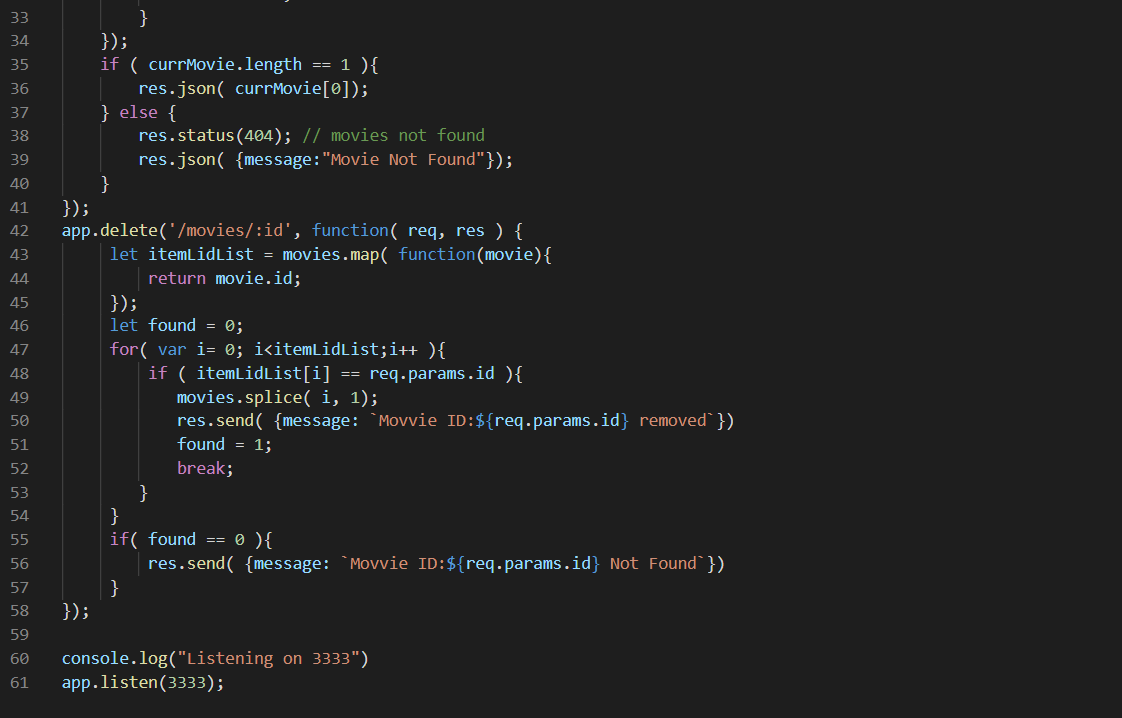 33 }
34 });
35 if ( currMovie.length == 1 ){
36 res.json( currMovie[0]);
37 } else {
38 res.status(404); // movies not found
39 res.json( {message:"Movie Not Found"});
40 }
41 });
42 app.delete('/movies/:id', function( req, res ) {
43 let itemLidList = movies.map( function(movie){
44 return movie.id;
45 });
46 let found = 0;
47 for( var i= 0; i<itemLidList;i++ ){
48 if ( itemLidList[i] == req.params.id ){
49 movies.splice( i, 1);
50 res.send( {message: `Movvie ID:${req.params.id} removed`})
51 found = 1;
52 break;
53 }
54 }
55 if( found == 0 ){
56 res.send( {message: `Movvie ID:${req.params.id} Not Found`})
57 }
58 });
59
60 console.log("Listening on 3333")
61 app.listen(3333);